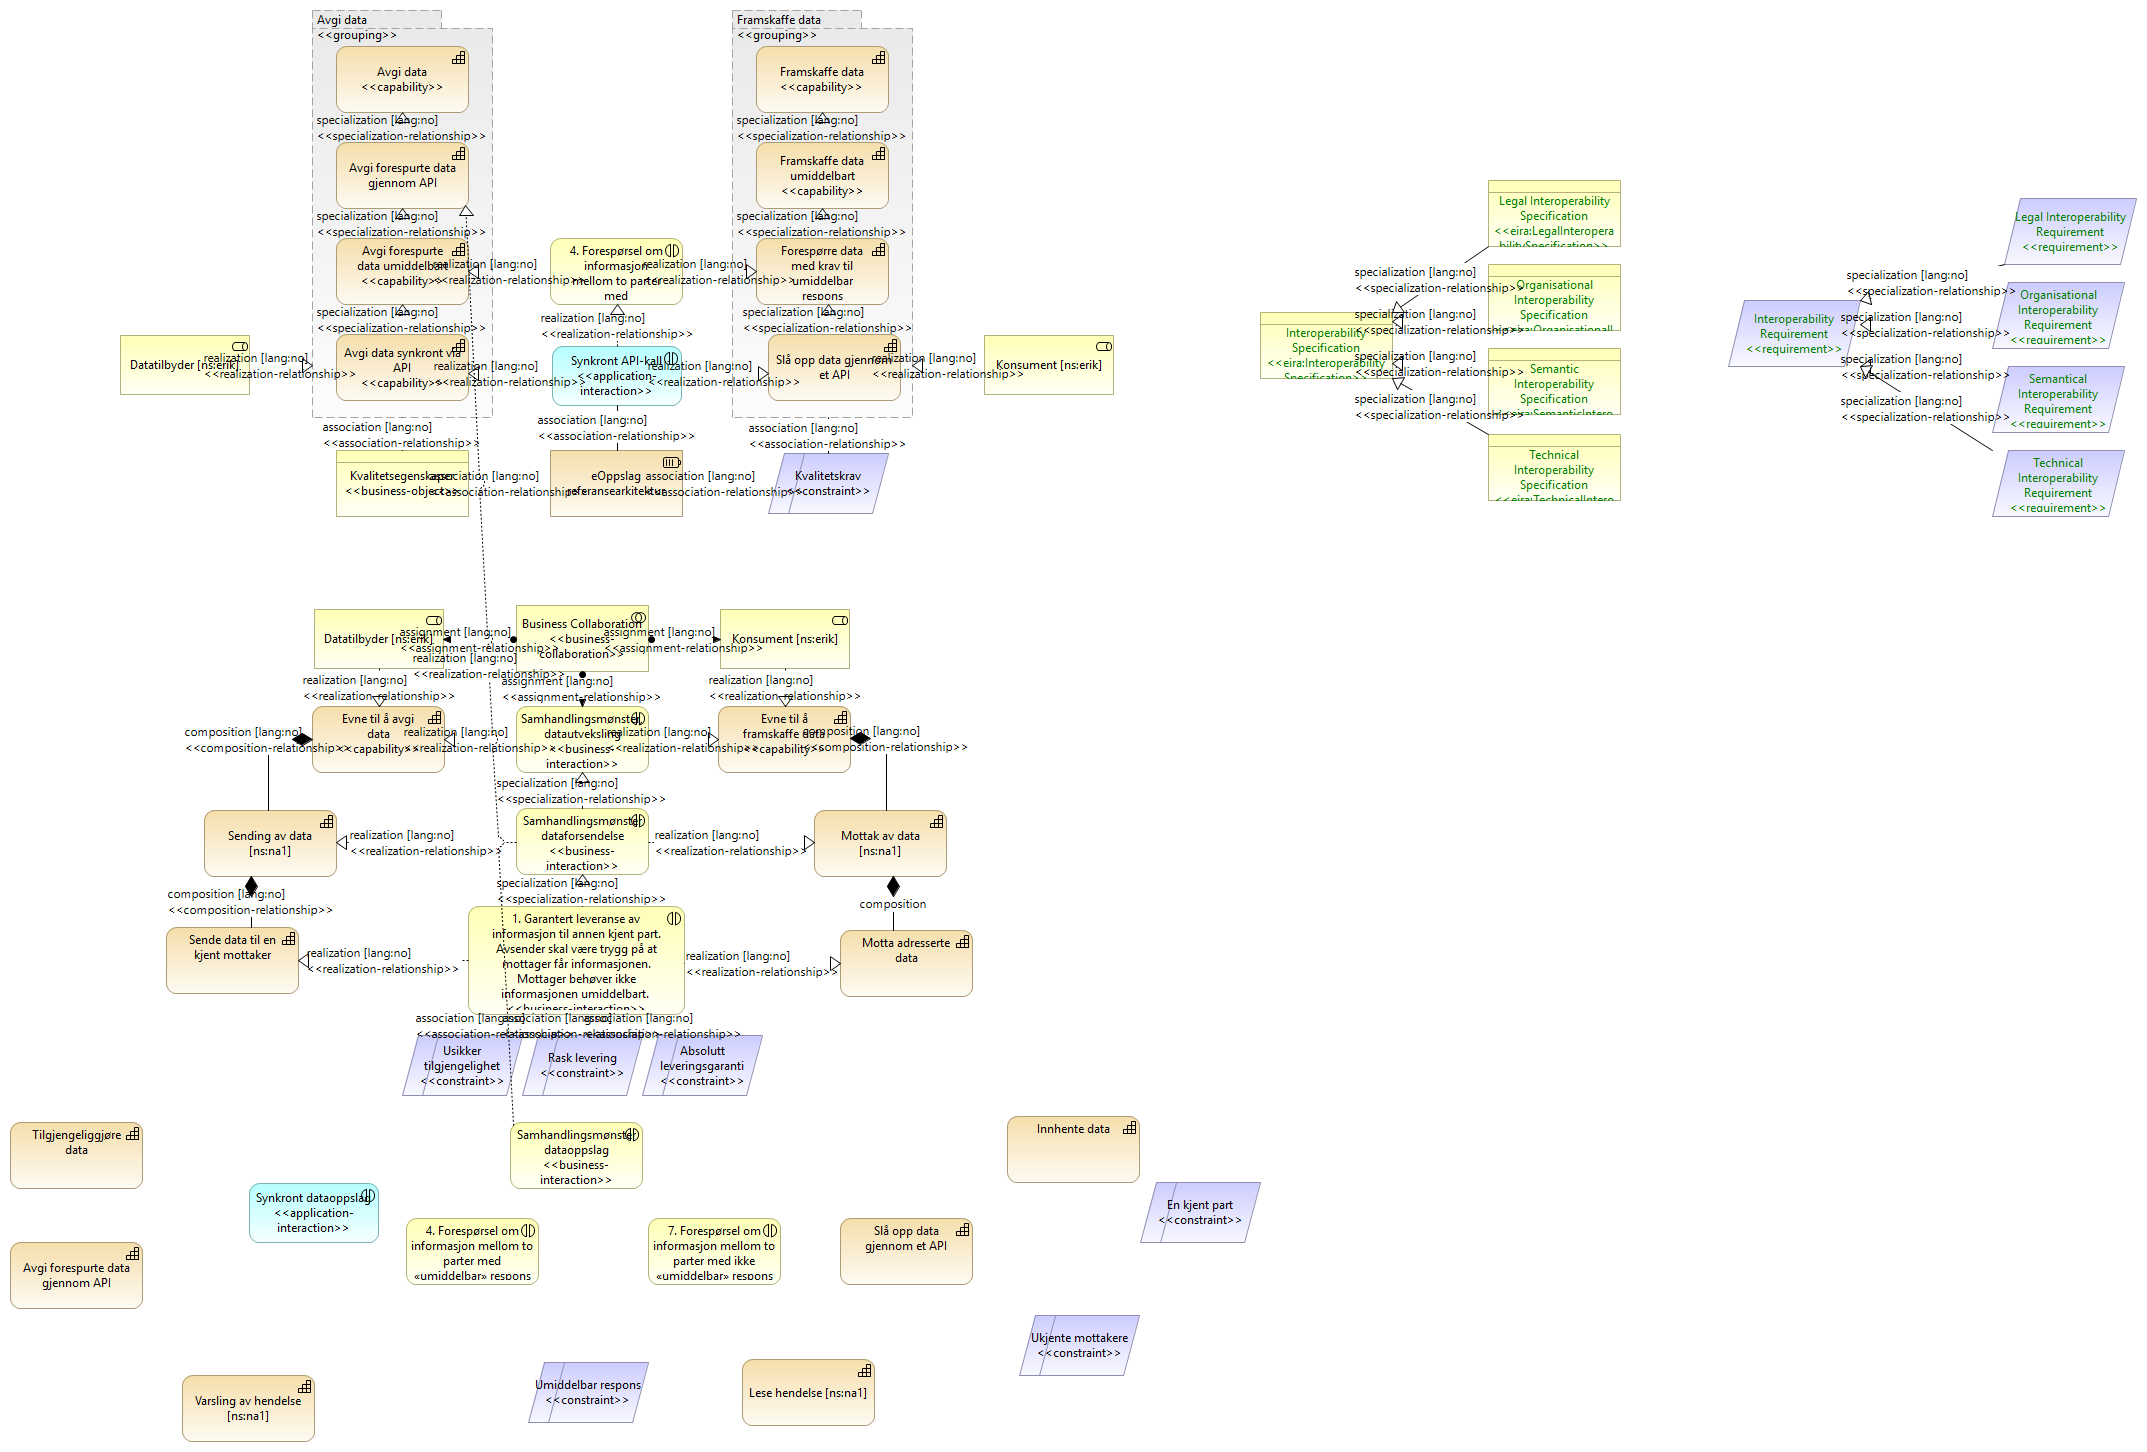 Avgi data
<<grouping>>
Avgi data
<<capability>>
specialization [lang:no]
<<specialization-relationship>>
Avgi forespurte data
gjennom API
specialization [lang:no]
<<specialization-relationship>>
Avgi forespurte
data umiddelbart
<<capability>>
specialization [lang:no]
<<specialization-relationship>>
Avgi data synkront via
API
<<capability>>
Framskaffe data
<<grouping>>
Framskaffe data
<<capability>>
specialization [lang:no]
<<specialization-relationship>>
Framskaffe data
umiddelbart
<<capability>>
specialization [lang:no]
<<specialization-relationship>>
Forespørre data
med krav til
umiddelbar
respons
specialization [lang:no]
<<specialization-relationship>>
Slå opp data gjennom
et API
realization [lang:no]
<<realization-relationship>>
4. Forespørsel om
informasjon
mellom to parter
med
realization [lang:no]
<<realization-relationship>>
realization [lang:no]
<<realization-relationship>>
Datatilbyder [ns:erik]
realization [lang:no]
<<realization-relationship>>
realization [lang:no]
<<realization-relationship>>
Synkront API-kall
<<application-
interaction>>
realization [lang:no]
<<realization-relationship>>
realization [lang:no]
<<realization-relationship>>
Konsument [ns:erik]
association [lang:no]
<<association-relationship>>
association [lang:no]
<<association-relationship>>
association [lang:no]
<<association-relationship>>
Kvalitetsegenskaper
<<business-object>>
association [lang:no]
<<association-relationship>>
eOppslag
referansearkitektur
association [lang:no]
<<association-relationship>>
Kvalitetskrav
<<constraint>>
Legal Interoperability
Specification
<<eira:LegalInteropera
bilitySpecification>>
Organisational
Interoperability
Specification
<<eira:Organisationall
Semantic
Interoperability
Specification
<<eira:SemanticIntero
Technical
Interoperability
Specification
<<eira:TechnicalIntero
Interoperability
Specification
<<eira:Interoperability
Specification>>
specialization [lang:no]
<<specialization-relationship>>
specialization [lang:no]
<<specialization-relationship>>
specialization [lang:no]
<<specialization-relationship>>
specialization [lang:no]
<<specialization-relationship>>
Legal Interoperability
Requirement
<<requirement>>
Organisational
Interoperability
Requirement
<<requirement>>
Semantical
Interoperability
Requirement
<<requirement>>
Technical
Interoperability
Requirement
<<requirement>>
Interoperability
Requirement
<<requirement>>
specialization [lang:no]
<<specialization-relationship>>
specialization [lang:no]
<<specialization-relationship>>
specialization [lang:no]
<<specialization-relationship>>
specialization [lang:no]
<<specialization-relationship>>
Datatilbyder [ns:erik]
assignment [lang:no]
<<assignment-relationship>>
Business Collaboration
<<business-
collaboration>>
assignment [lang:no]
<<assignment-relationship>>
Konsument [ns:erik]
realization [lang:no]
<<realization-relationship>>
realization [lang:no]
<<realization-relationship>>
assignment [lang:no]
<<assignment-relationship>>
realization [lang:no]
<<realization-relationship>>
composition [lang:no]
<<composition-relationship>>
Evne til å avgi
data
<<capability>>
realization [lang:no]
<<realization-relationship>>
Samhandlingsmønster
datautveksling
<<business-
interaction>>
realization [lang:no]
<<realization-relationship>>
Evne til å
framskaffe data
<<capability>>
composition [lang:no]
<<composition-relationship>>
specialization [lang:no]
<<specialization-relationship>>
Sending av data
[ns:na1]
realization [lang:no]
<<realization-relationship>>
Samhandlingsmønster
dataforsendelse
<<business-
interaction>>
realization [lang:no]
<<realization-relationship>>
Mottak av data
[ns:na1]
composition [lang:no]
<<composition-relationship>>
specialization [lang:no]
<<specialization-relationship>>
composition
Sende data til en
kjent mottaker
realization [lang:no]
<<realization-relationship>>
1. Garantert leveranse av
informasjon til annen kjent part.
Avsender skal være trygg på at
mottager får informasjonen.
Mottager behøver ikke
informasjonen umiddelbart.
<<business-interaction>>
realization [lang:no]
<<realization-relationship>>
Motta adresserte
data
association [lang:no]
<<association-relationship>>
association [lang:no]
<<association-relationship>>
association [lang:no]
<<association-relationship>>
Usikker
tilgjengelighet
<<constraint>>
Rask levering
<<constraint>>
Absolutt
leveringsgaranti
<<constraint>>
Tilgjengeliggjøre
data
Samhandlingsmønster
dataoppslag
<<business-
interaction>>
Innhente data
Synkront dataoppslag
<<application-
interaction>>
En kjent part
<<constraint>>
Avgi forespurte data
gjennom API
4. Forespørsel om
informasjon mellom to
parter med
«umiddelbar» respons
7. Forespørsel om
informasjon mellom to
parter med ikke
«umiddelbar» respons
Slå opp data
gjennom et API
Ukjente mottakere
<<constraint>>
Varsling av hendelse
[ns:na1]
Umiddelbar respons
<<constraint>>
Lese hendelse [ns:na1]